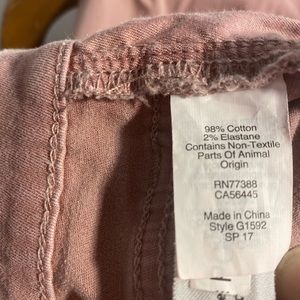 98% Cotton
2% Elastane
Contains Non-Textile
Parts Of Animal
Origin
RN77388
CA56445
Made in China
Style G1592
SP 17